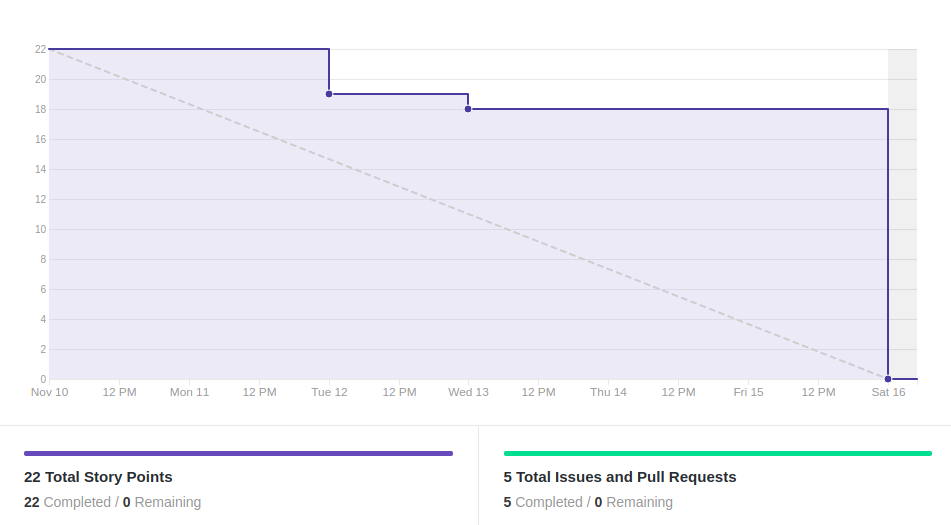 22
20
18
16
14
12
10
8
6
4
2
0
Nov 10 12 PM Mon 11 12 PM Tue 12 12 PM Wed 13 12 PM Thu 14 12 PM Fri 15 12 PM Sat 16
22 Total Story Points
22 Completed / 0 Remaining
5 Total Issues and Pull Requests
5 Completed / 0 Remaining